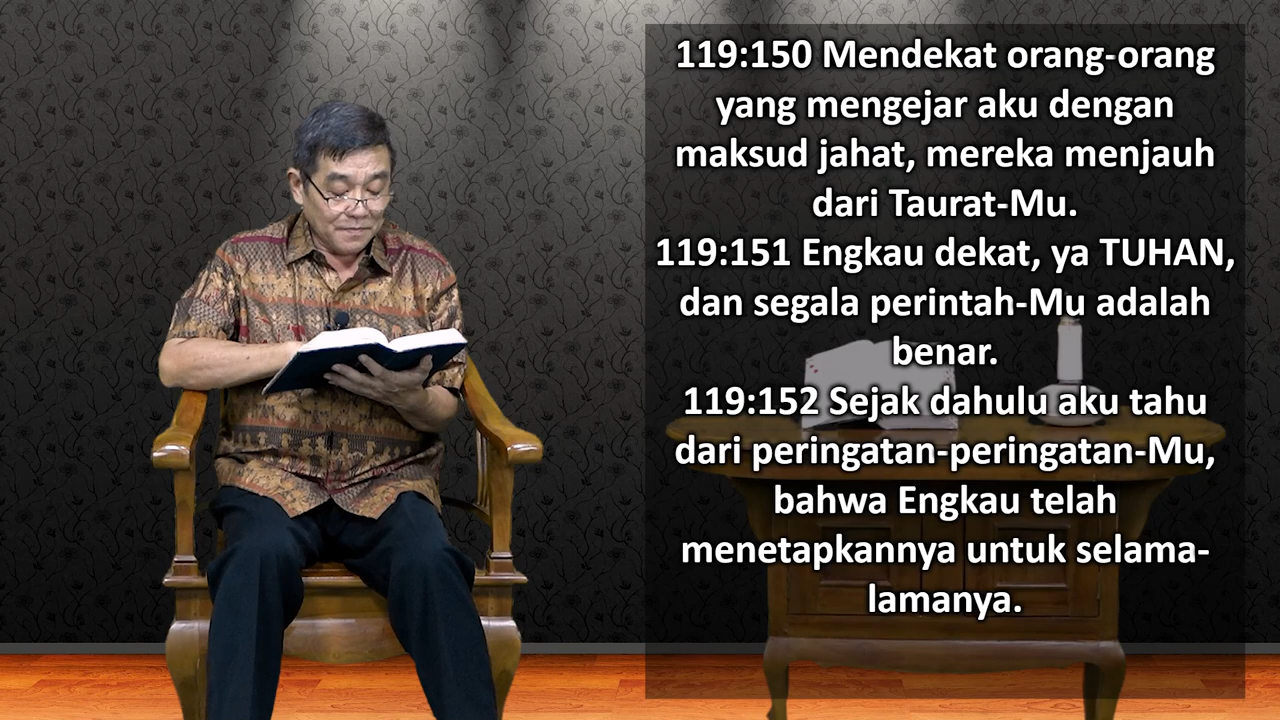 119:150 Mendekat orang-orang
yang mengejar aku dengan
maksud jahat, mereka menjauh
dari Taurat-Mu.
119:151 Engkau dekat, ya TUHAN,
dan segala perintah-Mu adalah
benar.
119:152 Sejak dahulu aku tahu
dari peringatan-peringatan-Mu,
bahwa Engkau telah
menetapkannya untuk selama-
lamanya.